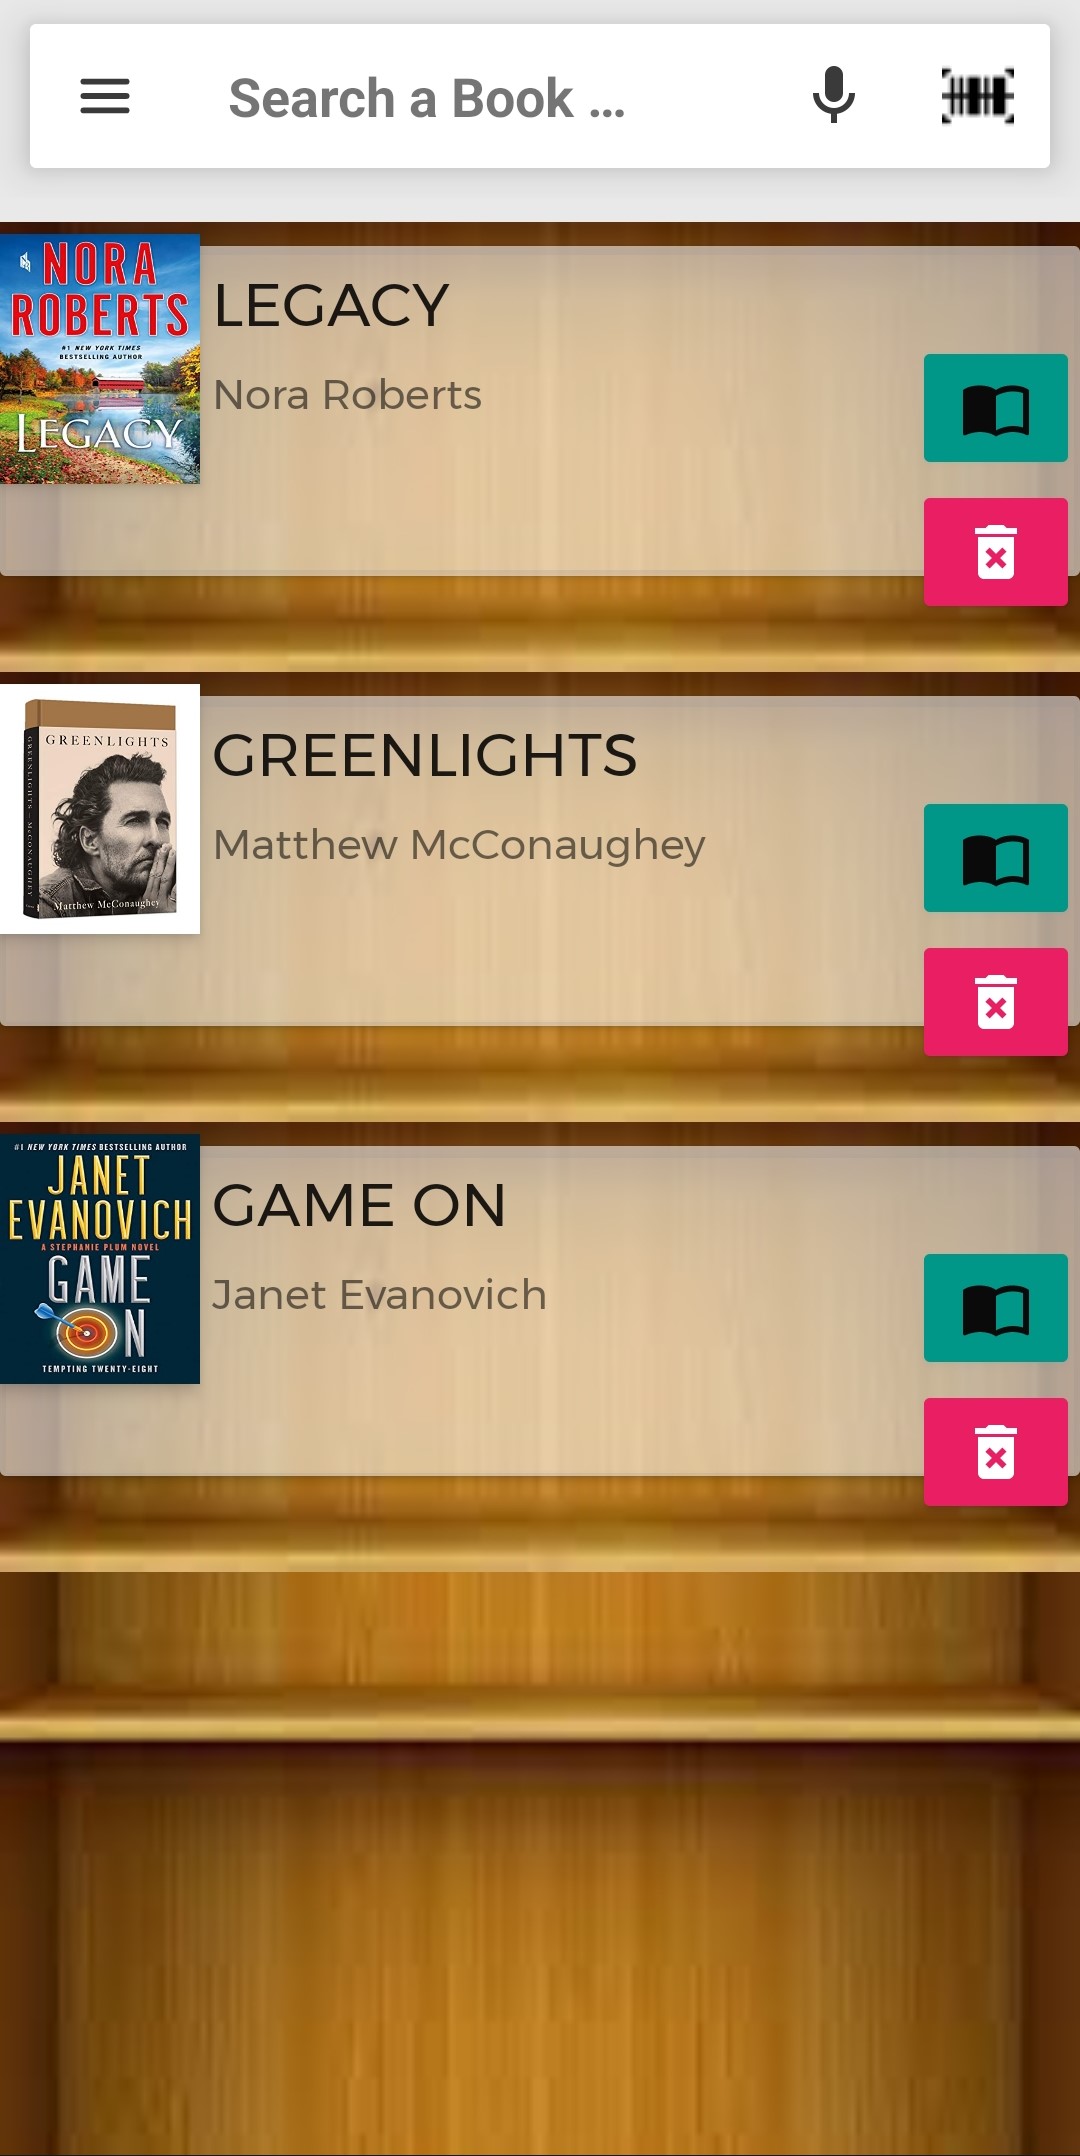 Search a Book ...
NORA
ROBERTS
#1 NEW YORK TIMES
BESTSELLING AUTHOR
LEGACY
LEGACY
Nora Roberts
GREENLIGHTS
GREENLIGHTS – McCONAUGHEY
Matthew McConaughey
GREENLIGHTS
Matthew McConaughey
#1 NEW YORK TIMES BESTSELLING AUTHOR
JANET
EVANOVICH
A STEPHANIE PLUM NOVEL
GAME
ON
TEMPTING TWENTY-EIGHT
GAME ON
Janet Evanovich